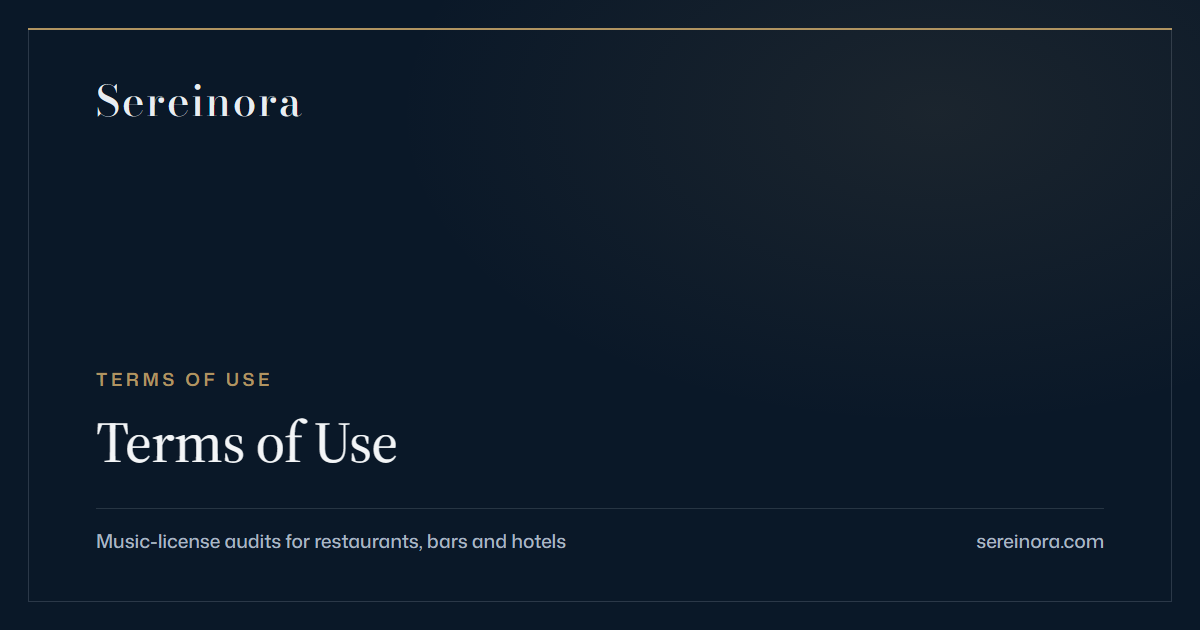 Sereinora
TERMS OF USE
Terms of Use
Music-license audits for restaurants, bars and hotels
sereinora.com